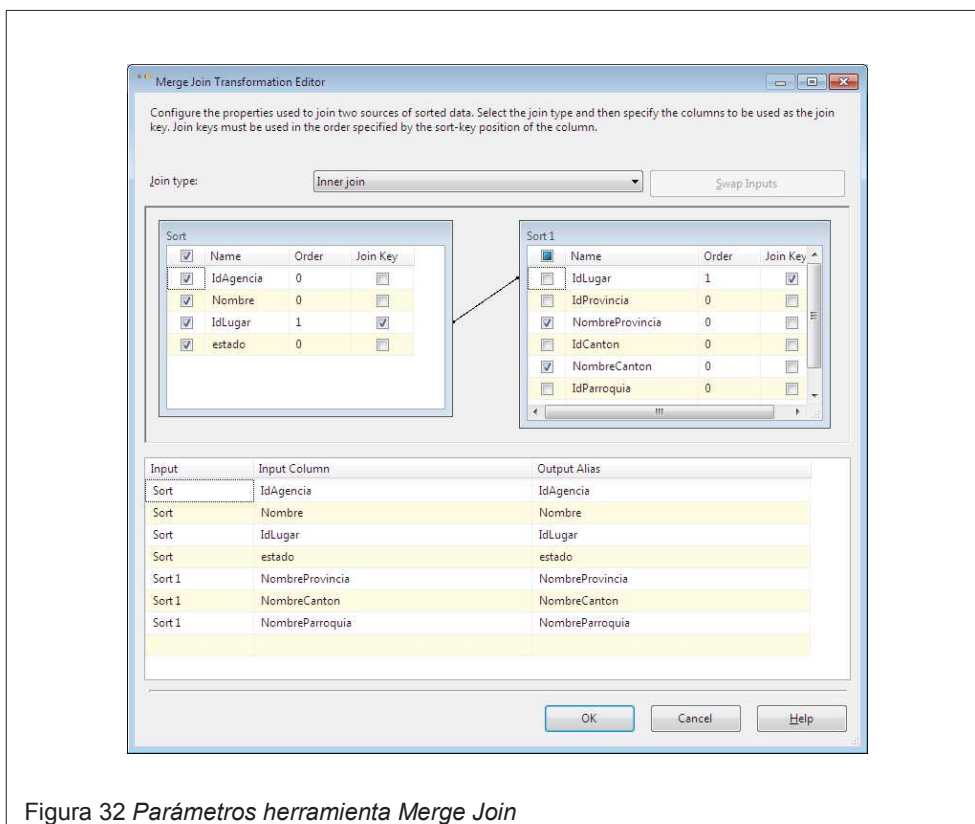 Merge Join Transformation Editor
Configure the properties used to join two sources of sorted data. Select the join type and then specify the columns to be used as the join
key. Join keys must be used in the order specified by the sort-key position of the column.
Join type: Inner join Swap Inputs
Sort
Name Order Join Key
IdAgencia 0
Nombre 0
IdLugar 1
estado 0
Sort 1
Name Order Join Key
IdLugar 1
IdProvincia 0
NombreProvincia 0
IdCanton 0
NombreCanton 0
IdParroquia 0
Input Input Column Output Alias
Sort IdAgencia IdAgencia
Sort Nombre Nombre
Sort IdLugar IdLugar
Sort estado estado
Sort 1 NombreProvincia NombreProvincia
Sort 1 NombreCanton NombreCanton
Sort 1 NombreParroquia NombreParroquia
OK Cancel Help
Figura 32 Parámetros herramienta Merge Join